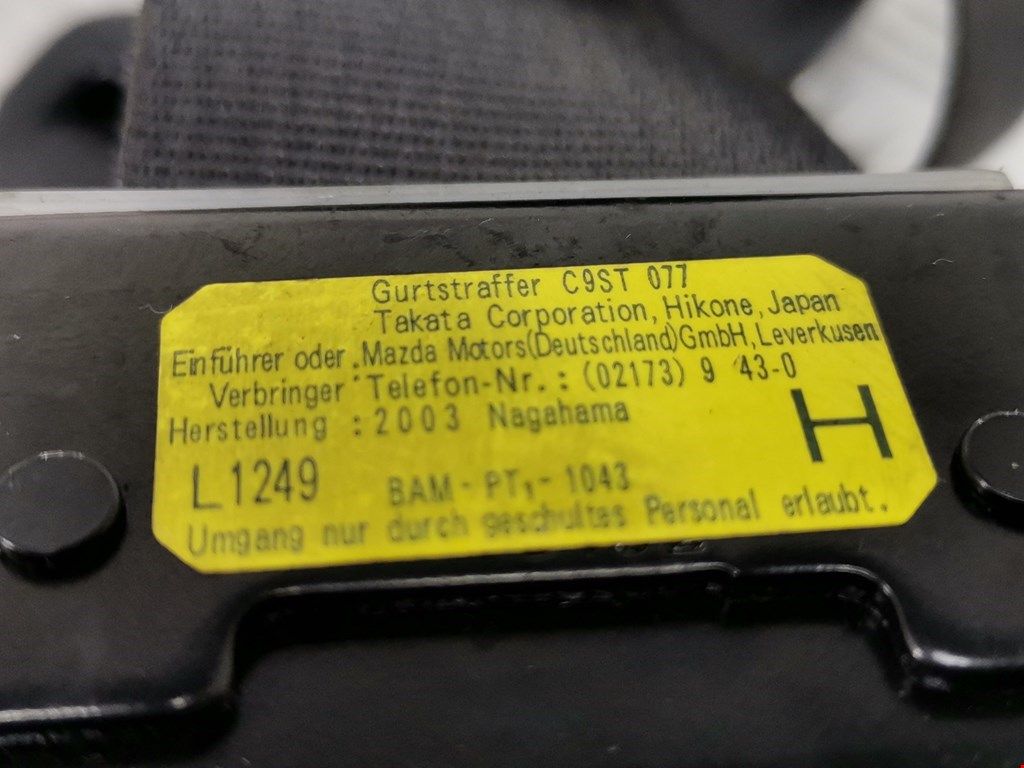 Gurtstraffer C9ST 077
Takata Corporation, Hikone, Japan
Einführer oder .Mazda Motors(Deutschland)GmbH, Leverkusen
Verbringer Telefon-Nr. : (02173) 9 43-0
Herstellung : 2003 Nagahama
H
L1249 BAM - PT₁ - 1043
Umgang nur durch geschultes Personal erlaubt.